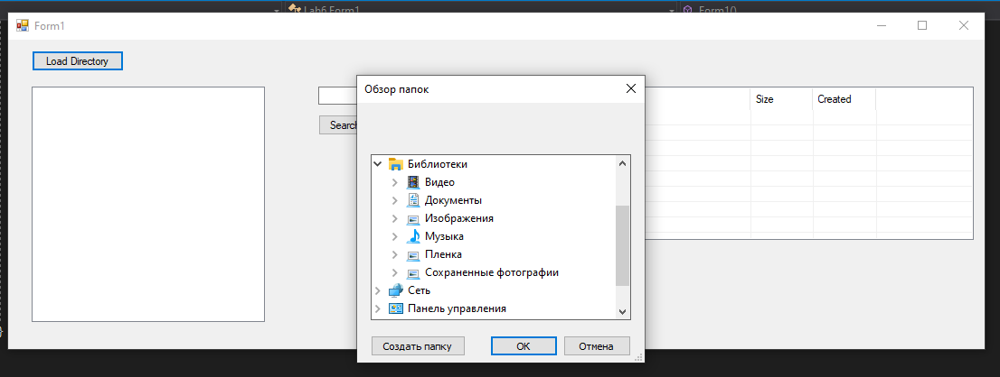 Lab6.Form1
Form1()
Form1
Load Directory
Обзор папок
Size
Created
Search
Библиотеки
Видео
Документы
Изображения
Музыка
Пленка
Сохраненные фотографии
Сеть
Панель управления
Создать папку
OK
Отмена
}